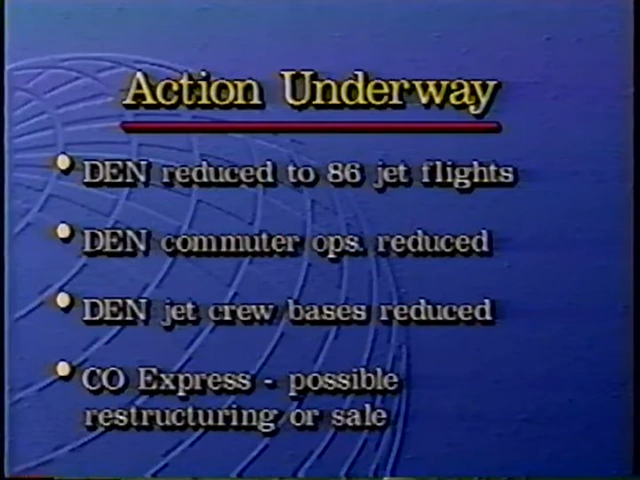 Action Underway
• DEN reduced to 86 jet flights
• DEN commuter ops. reduced
• DEN jet crew bases reduced
• CO Express - possible
restructuring or sale